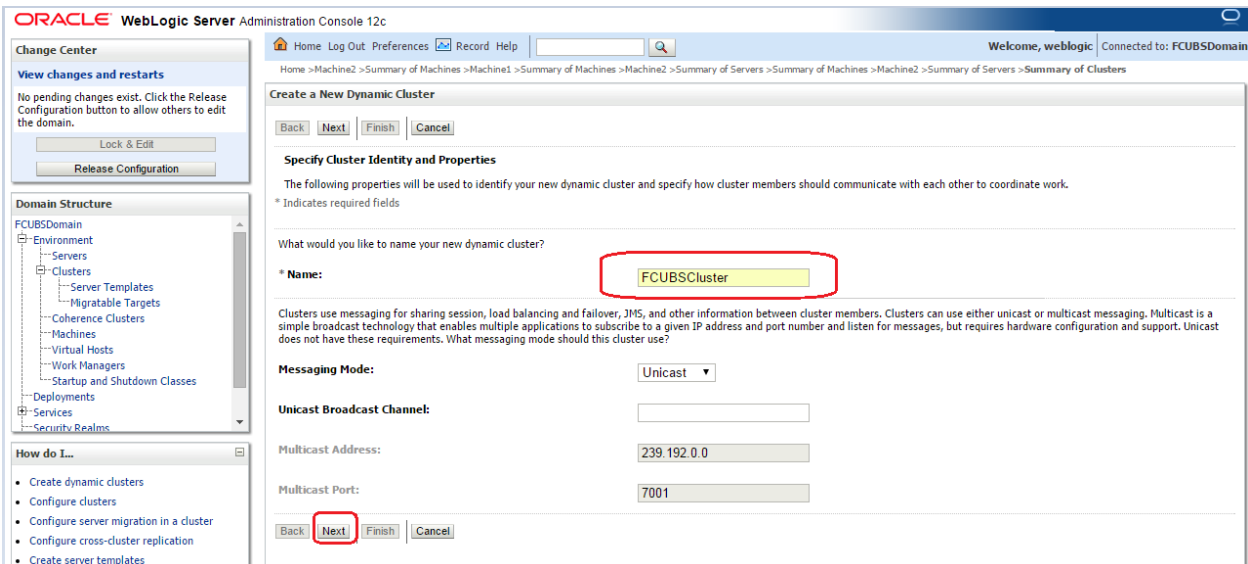 ORACLE WebLogic Server Administration Console 12c
Change Center
View changes and restarts
No pending changes exist. Click the Release
Configuration button to allow others to edit
the domain.
Lock & Edit
Release Configuration
Domain Structure
FCUBSDomain
Environment
Servers
Clusters
Server Templates
Migratable Targets
Coherence Clusters
Machines
Virtual Hosts
Work Managers
Startup and Shutdown Classes
Deployments
Services
Security Realms
How do I...
Create dynamic clusters
Configure clusters
Configure server migration in a cluster
Configure cross-cluster replication
Create server templates
Home Log Out Preferences Record Help
Welcome, weblogic Connected to: FCUBSDomain
Home >Machine2 >Summary of Machines >Machine1 >Summary of Machines >Machine2 >Summary of Servers >Summary of Machines >Machine2 >Summary of Servers >Summary of Clusters
Create a New Dynamic Cluster
Back Next Finish Cancel
Specify Cluster Identity and Properties
The following properties will be used to identify your new dynamic cluster and specify how cluster members should communicate with each other to coordinate work.
* Indicates required fields
What would you like to name your new dynamic cluster?
* Name: FCUBSCluster
Clusters use messaging for sharing session, load balancing and failover, JMS, and other information between cluster members. Clusters can use either unicast or multicast messaging. Multicast is a
simple broadcast technology that enables multiple applications to subscribe to a given IP address and port number and listen for messages, but requires hardware configuration and support. Unicast
does not have these requirements. What messaging mode should this cluster use?
Messaging Mode: Unicast
Unicast Broadcast Channel:
Multicast Address: 239.192.0.0
Multicast Port: 7001
Back Next Finish Cancel